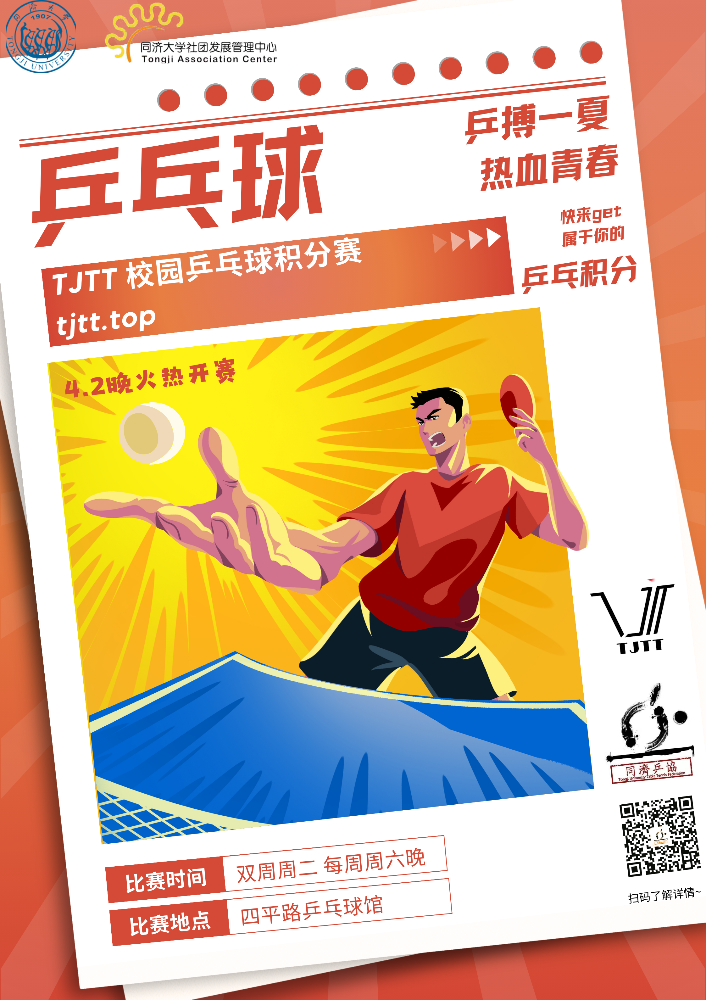 同濟大學
1907
TONGJI UNIVERSITY
同济大学社团发展管理中心
Tongji Association Center
乒乓球
乒搏一夏
热血青春
快来get
属于你的
乒乓积分
TJTT 校园乒乓球积分赛
tjtt.top
4.2晚火热开赛
TJTT
同濟乒協
Tongji University Table Tennis Federation
比赛时间
双周周二 每周周六晚
比赛地点
四平路乒乓球馆
扫码了解详情~